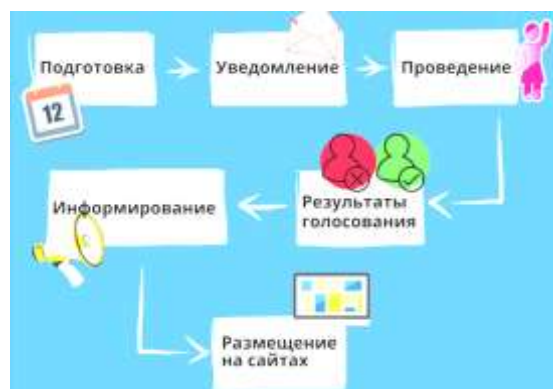 Подготовка
Уведомление
Проведение
12
Результаты
голосования
Информирование
Размещение
на сайтах